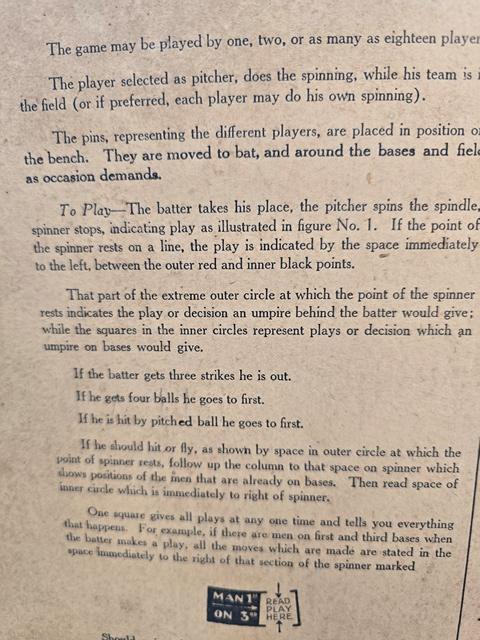 The game may be played by one, two, or as many as eighteen player
The player selected as pitcher, does the spinning, while his team is i
the field (or if preferred, each player may do his own spinning).
The pins, representing the different players, are placed in position o
the bench. They are moved to bat, and around the bases and fiel
as occasion demands.
To Play—The batter takes his place, the pitcher spins the spindle,
spinner stops, indicating play as illustrated in figure No. 1. If the point of
the spinner rests on a line, the play is indicated by the space immediately
to the left, between the outer red and inner black points.
That part of the extreme outer circle at which the point of the spinner
rests indicates the play or decision an umpire behind the batter would give;
while the squares in the inner circles represent plays or decision which an
umpire on bases would give.
If the batter gets three strikes he is out.
If he gets four balls he goes to first.
If he is hit by pitched ball he goes to first.
If he should hit or fly, as shown by space in outer circle at which the
point of spinner rests, follow up the column to that space on spinner which
shows positions of the men that are already on bases. Then read space of
inner circle which is immediately to right of spinner.
One square gives all plays at any one time and tells you everything
that happens. For example, if there are men on first and third bases when
the batter makes a play, all the moves which are made are stated in the
space immediately to the right of that section of the spinner marked
MAN 1st
ON 3rd
READ
PLAY
HERE
Should